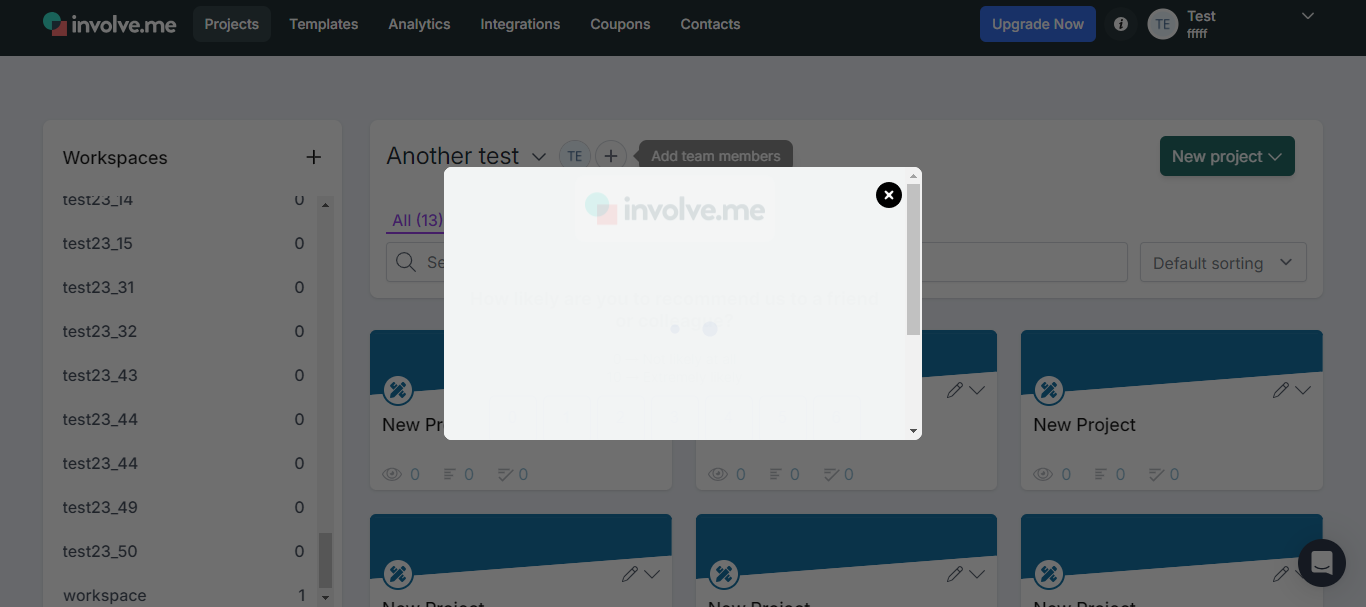 involve.me
Projects
Templates
Analytics
Integrations
Coupons
Contacts
Upgrade Now
TE
Test
fffff
Workspaces
test23_14 0
test23_15 0
test23_31 0
test23_32 0
test23_43 0
test23_44 0
test23_44 0
test23_49 0
test23_50 0
workspace 1
Another test
TE
Add team members
New project
All (13)
Se
Default sorting
involve.me
New Pr
0 0 0
0 0 0
New Project
0 0 0
New Project
New Project
New Project